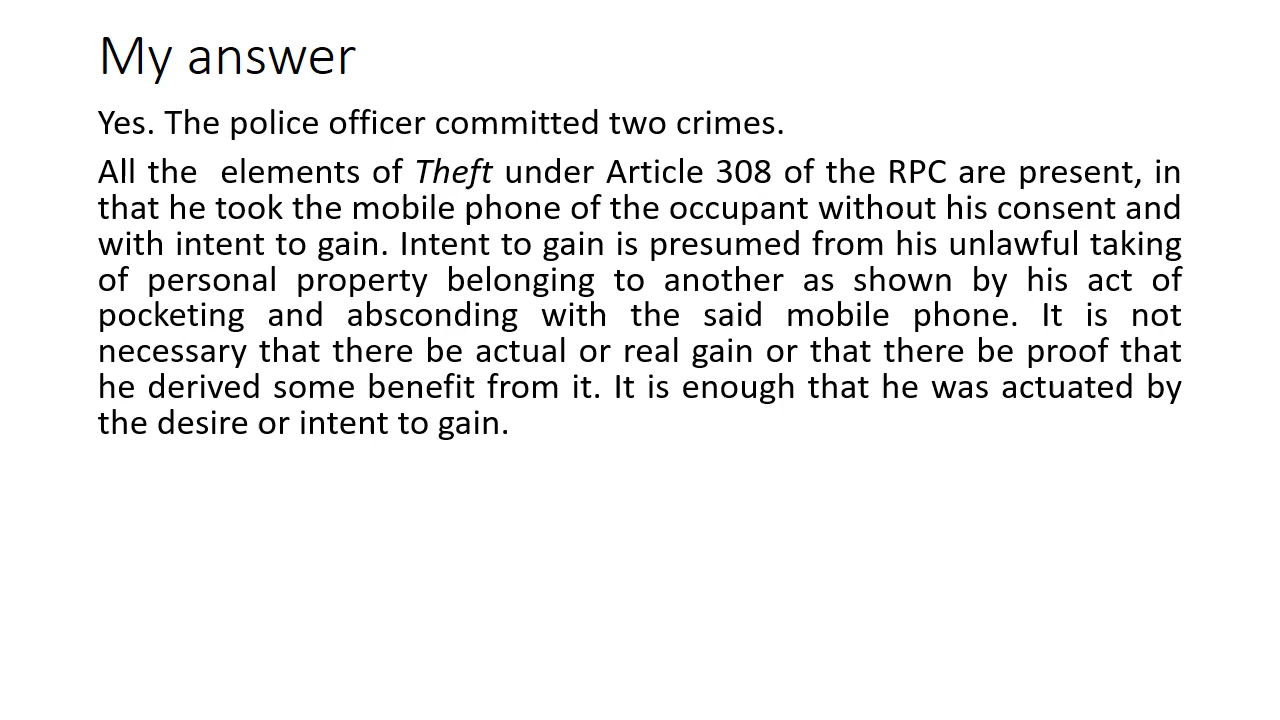 My answer
Yes. The police officer committed two crimes.
All the  elements of Theft under Article 308 of the RPC are present, in
that he took the mobile phone of the occupant without his consent and
with intent to gain. Intent to gain is presumed from his unlawful taking
of personal property belonging to another as shown by his act of
pocketing and absconding with the said mobile phone. It is not
necessary that there be actual or real gain or that there be proof that
he derived some benefit from it. It is enough that he was actuated by
the desire or intent to gain.